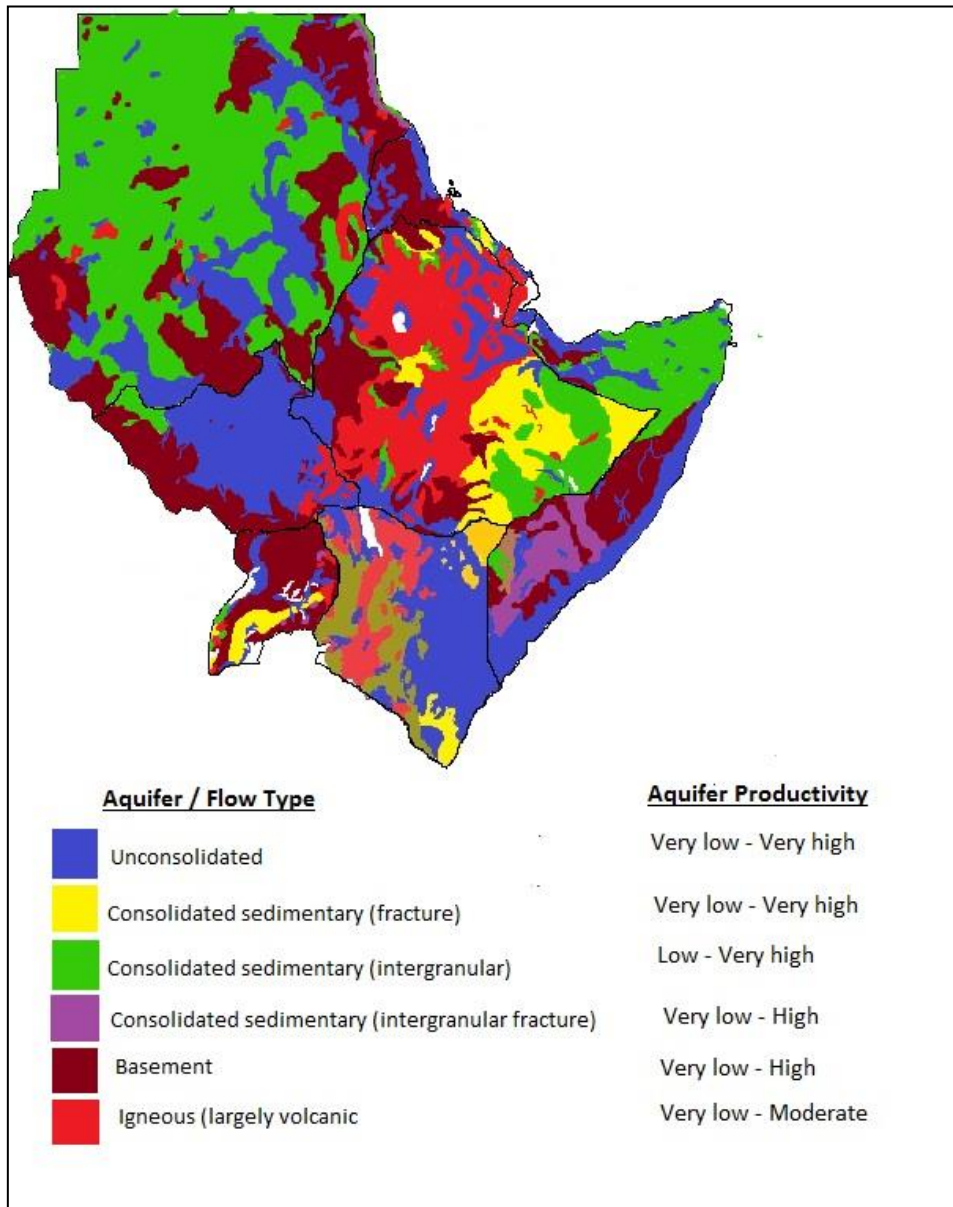 Aquifer / Flow Type Aquifer Productivity
Unconsolidated Very low - Very high
Consolidated sedimentary (fracture) Very low - Very high
Consolidated sedimentary (intergranular) Low - Very high
Consolidated sedimentary (intergranular fracture) Very low - High
Basement Very low - High
Igneous (largely volcanic Very low - Moderate